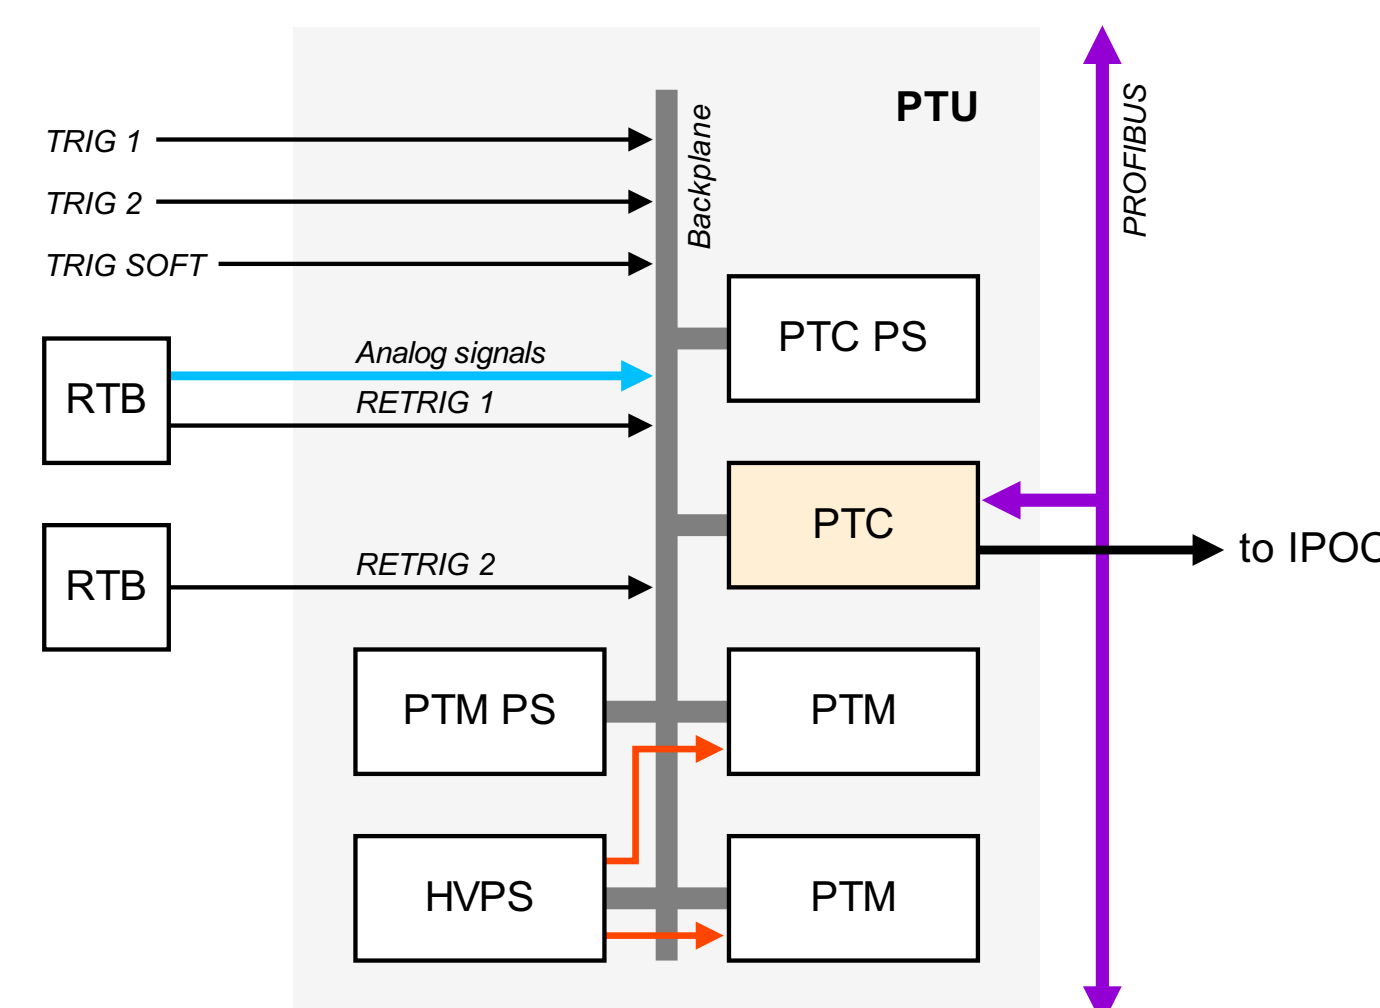 PTU
Backplane
PROFIBUS
TRIG 1
TRIG 2
TRIG SOFT
PTC PS
Analog signals
RTB
RETRIG 1
PTC
to
RETRIG 2
RTB
PTM PS
PTM
HVPS
PTM